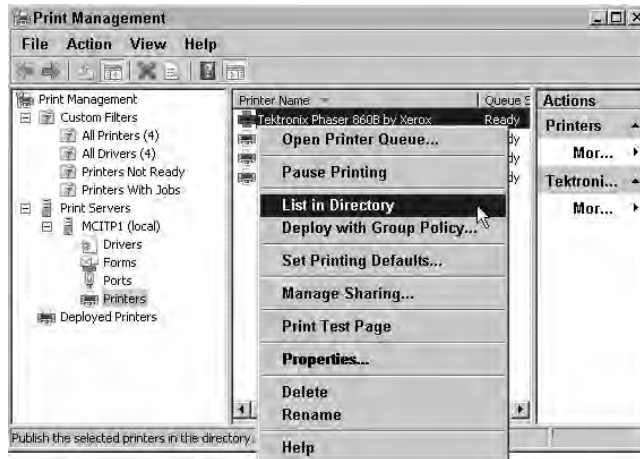 Print Management
File Action View Help
Print Management
Custom Filters
All Printers (4)
All Drivers (4)
Printers Not Ready
Printers With Jobs
Print Servers
MCITP1 (local)
Drivers
Forms
Ports
Printers
Deployed Printers
Printer Name Queue S
Tektronix Phaser 860B by Xerox Ready
dy
dy
dy
Open Printer Queue...
Pause Printing
List in Directory
Deploy with Group Policy...
Set Printing Defaults...
Manage Sharing...
Print Test Page
Properties...
Delete
Rename
Help
Actions
Printers
Mor...
Tektroni...
Mor...
Publish the selected printers in the directory.